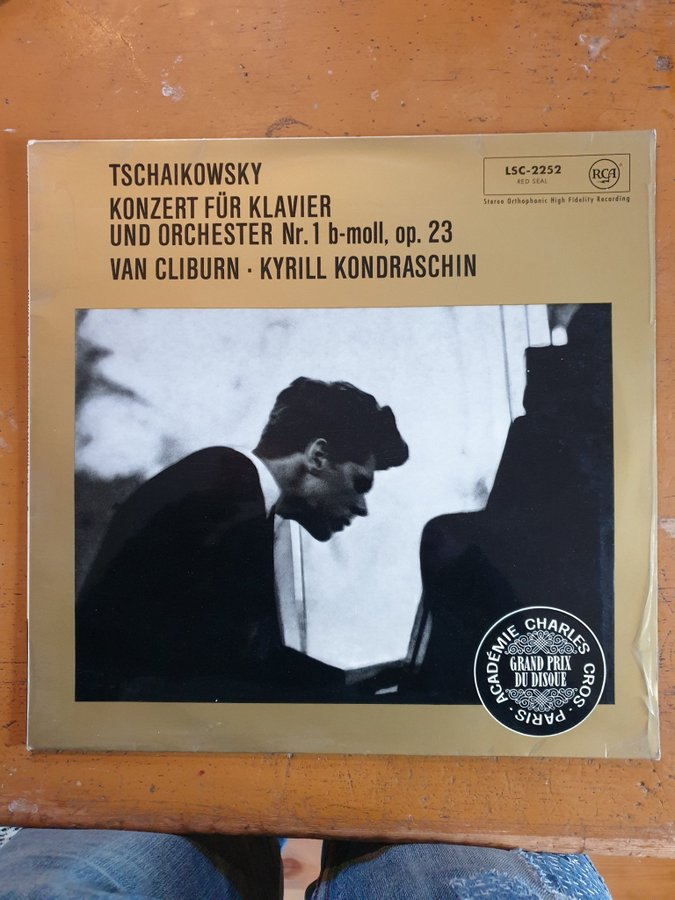 TSCHAIKOWSKY
KONZERT FÜR KLAVIER
UND ORCHESTER Nr. 1 b-moll, op. 23
VAN CLIBURN · KYRILL KONDRASCHIN
LSC-2252
RED SEAL
RCA
Stereo Orthophonic High Fidelity Recording
ACADÉMIE CHARLES CROS · PARIS ·
GRAND PRIX
DU DISQUE